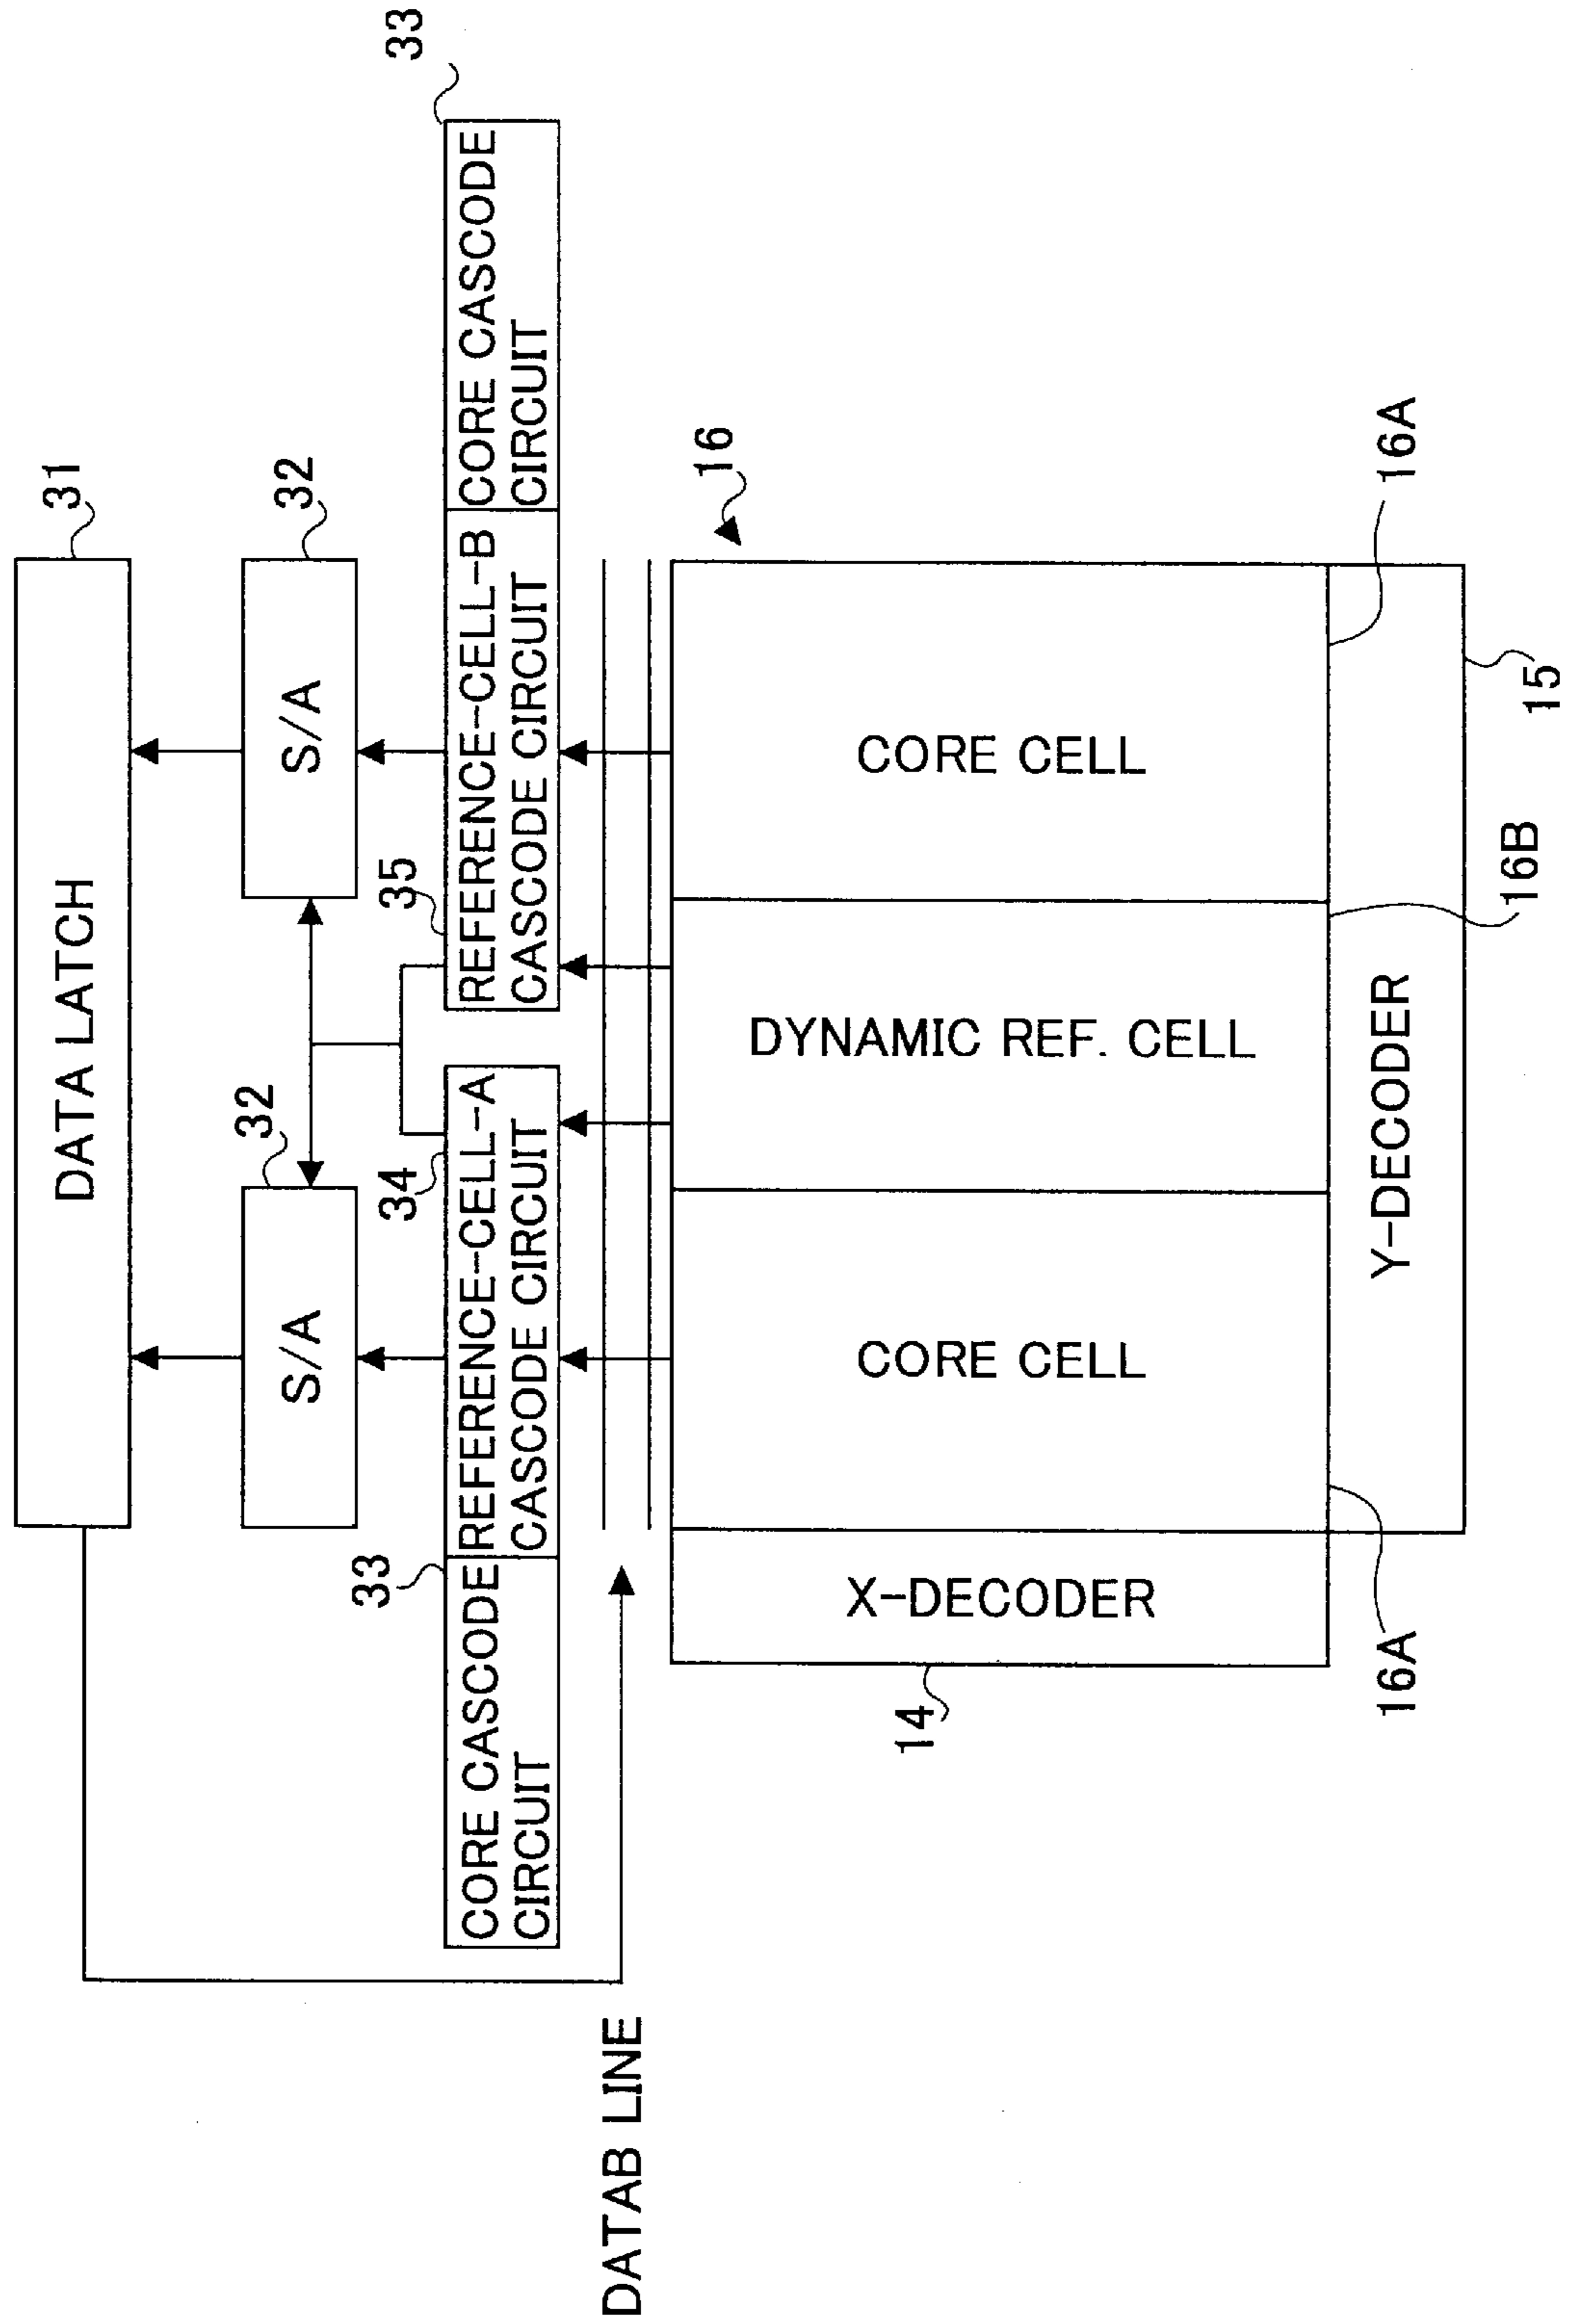 31
DATA LATCH
32
S/A
32
S/A
33
CORE CASCODE
CIRCUIT
35
REFERENCE-CELL-B
CASCODE CIRCUIT
34
REFERENCE-CELL-A
CASCODE CIRCUIT
33
CORE CASCODE
CIRCUIT
DATAB LINE
16
CORE CELL
DYNAMIC REF. CELL
CORE CELL
X-DECODER
14
16A
16B
16A
Y-DECODER
15